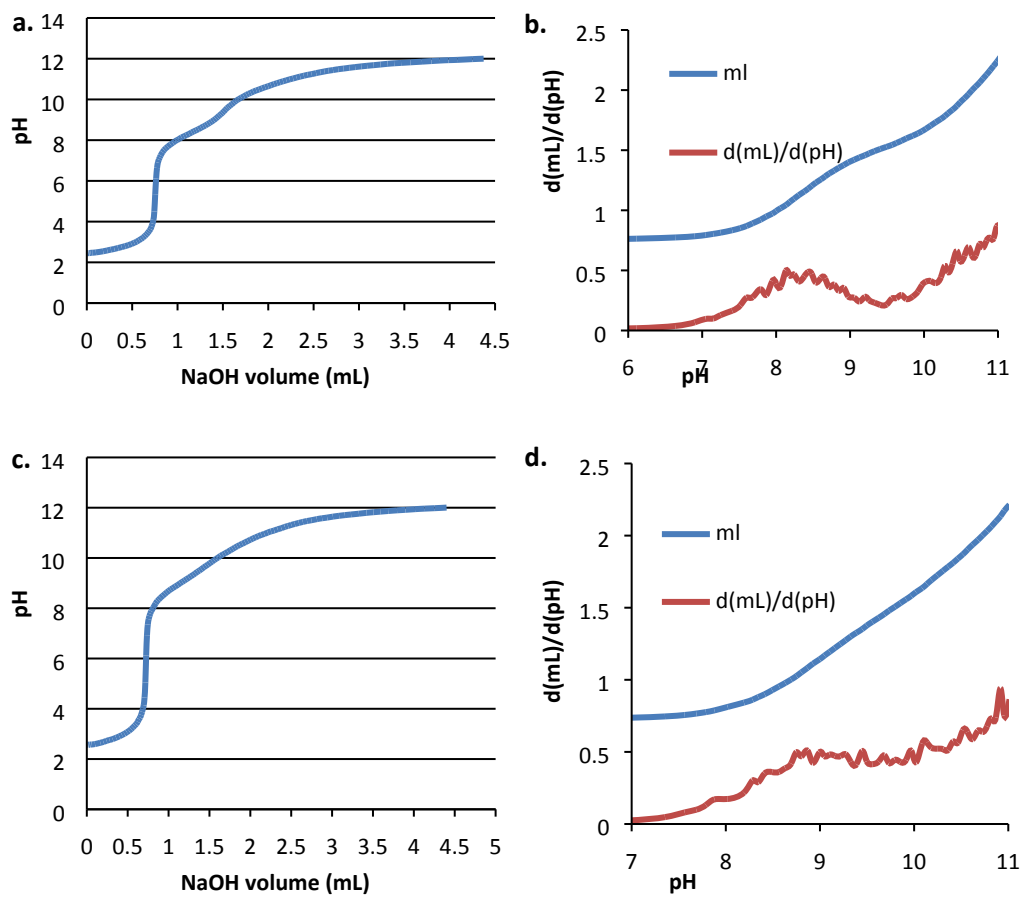 a.
pH
14
12
10
8
6
4
2
0
0 0.5 1 1.5 2 2.5 3 3.5 4 4.5
NaOH volume (mL)
b.
d(mL)/d(pH)
2.5
2
1.5
1
0.5
0
ml
d(mL)/d(pH)
6 7 8 9 10 11
pH
c.
pH
14
12
10
8
6
4
2
0
0 0.5 1 1.5 2 2.5 3 3.5 4 4.5 5
NaOH volume (mL)
d.
d(mL)/d(pH)
2.5
2
1.5
1
0.5
0
ml
d(mL)/d(pH)
7 8 9 10 11
pH